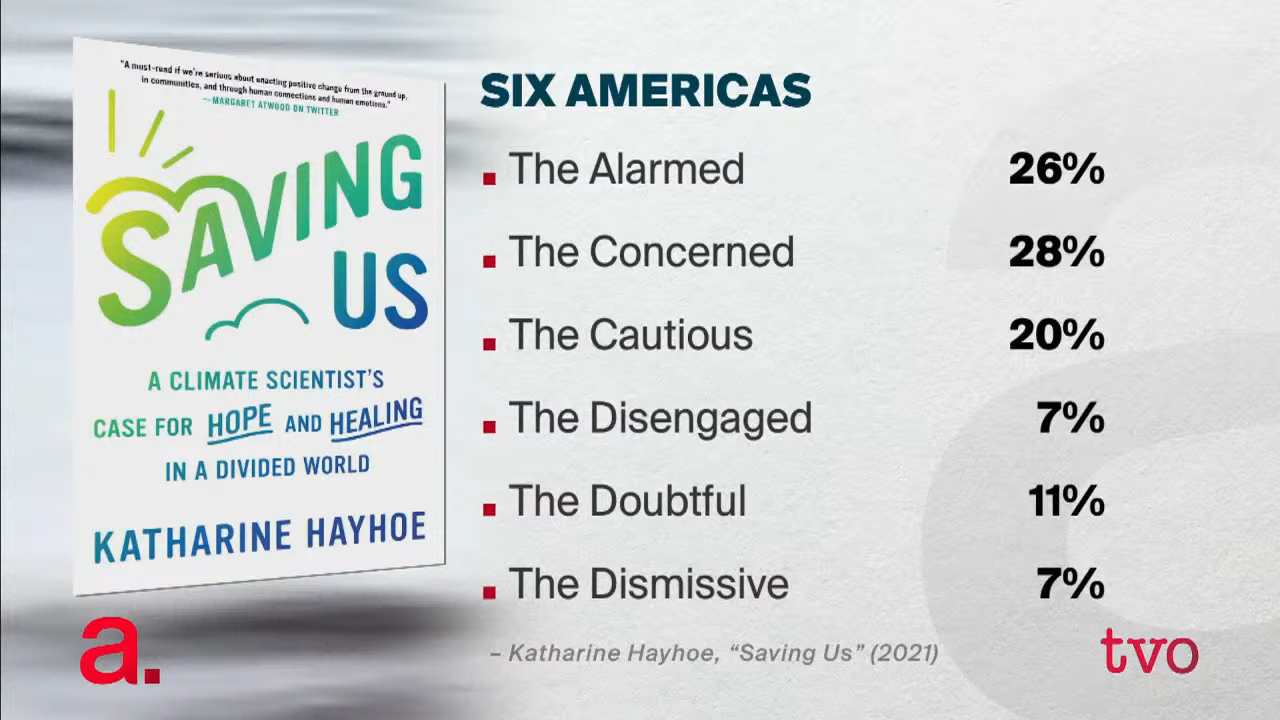 "A must-read if we're serious about enacting positive change from the ground up,
in communities, and through human connections and human emotions."
—MARGARET ATWOOD ON TWITTER
SAVING
US
A CLIMATE SCIENTIST'S
CASE FOR HOPE AND HEALING
IN A DIVIDED WORLD
KATHARINE HAYHOE
a.
SIX AMERICAS
The Alarmed 26%
The Concerned 28%
The Cautious 20%
The Disengaged 7%
The Doubtful 11%
The Dismissive 7%
– Katharine Hayhoe, “Saving Us” (2021)
tvo